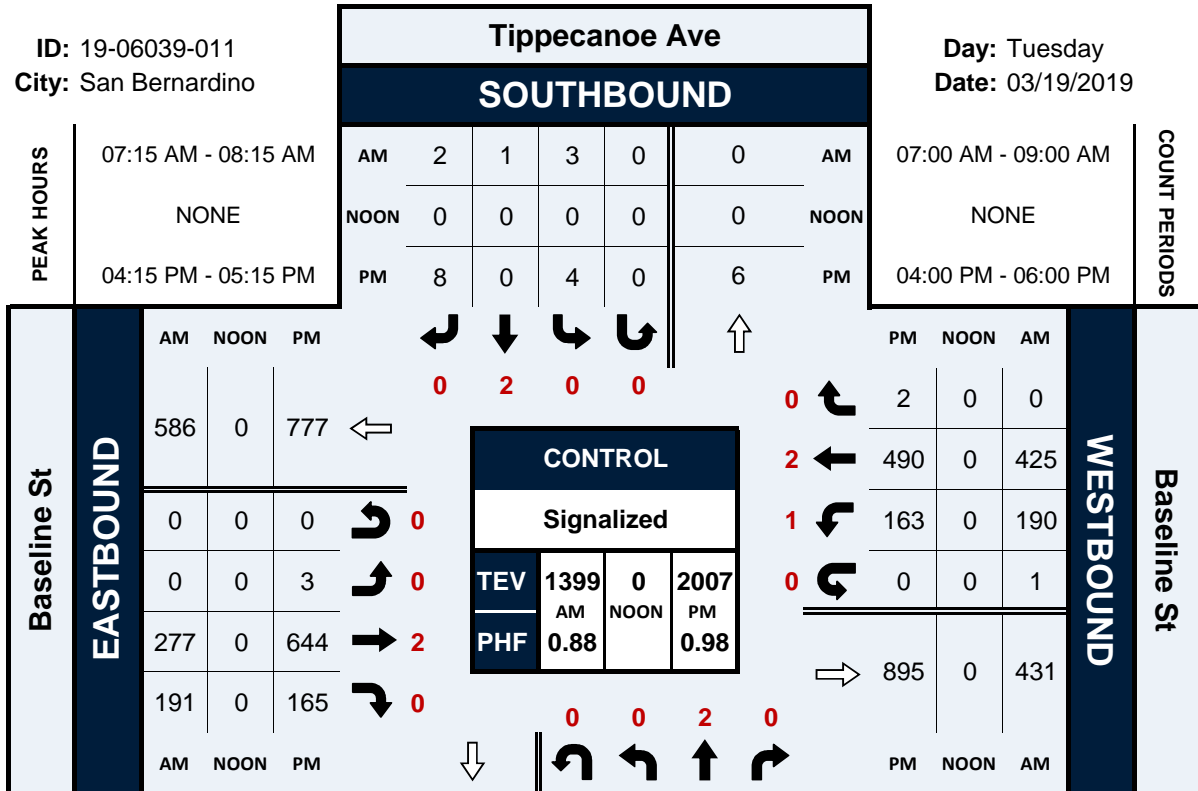 ID: 19-06039-011
City: San Bernardino
Tippecanoe Ave
SOUTHBOUND
Day: Tuesday
Date: 03/19/2019
PEAK HOURS
07:15 AM - 08:15 AM
NONE
04:15 PM - 05:15 PM
AM 2 1 3 0 0 AM
NOON 0 0 0 0 0 NOON
PM 8 0 4 0 6 PM
07:00 AM - 09:00 AM
NONE
04:00 PM - 06:00 PM
COUNT PERIODS
0 2 0 0
Baseline St
EASTBOUND
AM NOON PM
586 0 777
0 0 0 0
0 0 3 0
277 0 644 2
191 0 165 0
AM NOON PM
CONTROL
Signalized
TEV 1399 0 2007
AM NOON PM
PHF 0.88 0.98
PM NOON AM
0 2 0 0
2 490 0 425
1 163 0 190
0 0 0 1
895 0 431
PM NOON AM
WESTBOUND
Baseline St
0 0 2 0